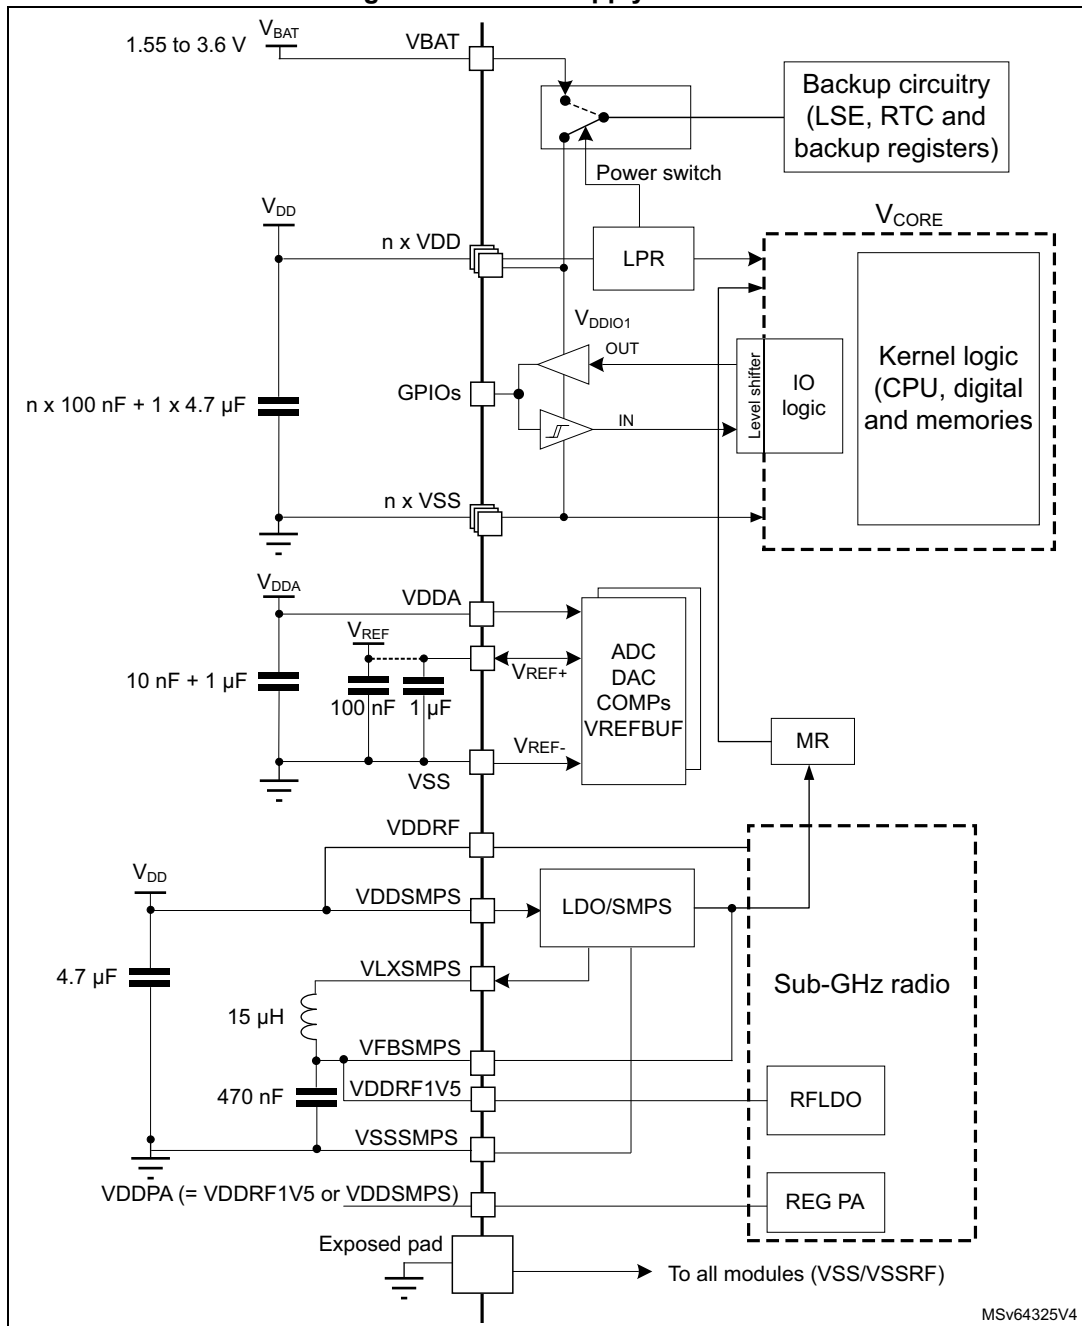 1.55 to 3.6 V
VBAT
VBAT
Backup circuitry
(LSE, RTC and
backup registers)
Power switch
VDD
n x VDD
LPR
VCORE
VDDIO1
OUT
GPIOs
IN
Level shifter
IO
logic
Kernel logic
(CPU, digital
and memories
n x 100 nF + 1 x 4.7 µF
n x VSS
VDDA
VDDA
VREF
VREF+
10 nF + 1 µF
100 nF
1 µF
ADC
DAC
COMPs
VREFBUF
VREF-
VSS
MR
VDDRF
VDD
VDDSMPS
LDO/SMPS
4.7 µF
VLXSMPS
15 µH
Sub-GHz radio
VFBSMPS
470 nF
VDDRF1V5
RFLDO
VSSSMPS
VDDPA (= VDDRF1V5 or VDDSMPS)
REG PA
Exposed pad
To all modules (VSS/VSSRF)
MSv64325V4